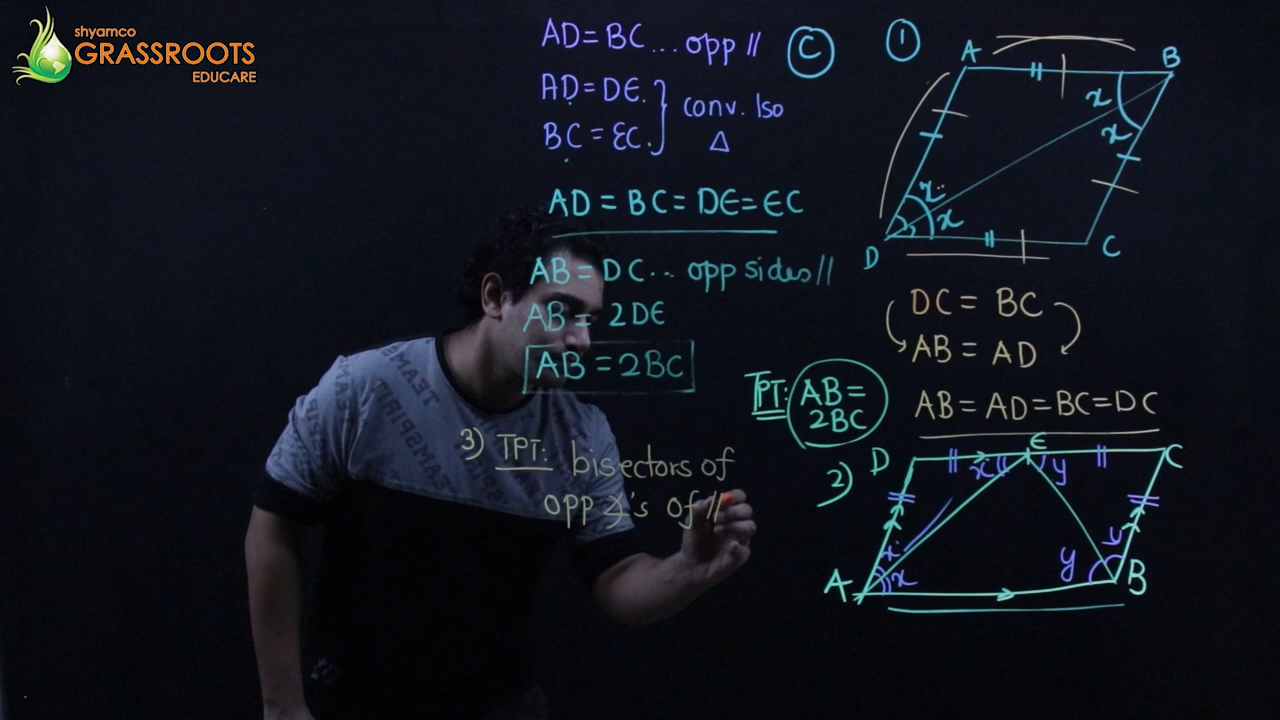 shyamco
GRASSROOTS
EDUCARE
AD = BC ... opp //
AD = DE.
BC = EC.
} conv. Iso
Δ
C
AD = BC = DE = EC
AB = DC .. opp sides //
AB = 2DE
AB = 2BC
3) TPT: bisectors of
opp ∠'s of //
1
A
B
x
x
x
x
D
C
DC = BC
AB = AD
AB = AD = BC = DC
TPT: AB =
2BC
2)
D
E
C
x
y
x
x
y
y
A
B